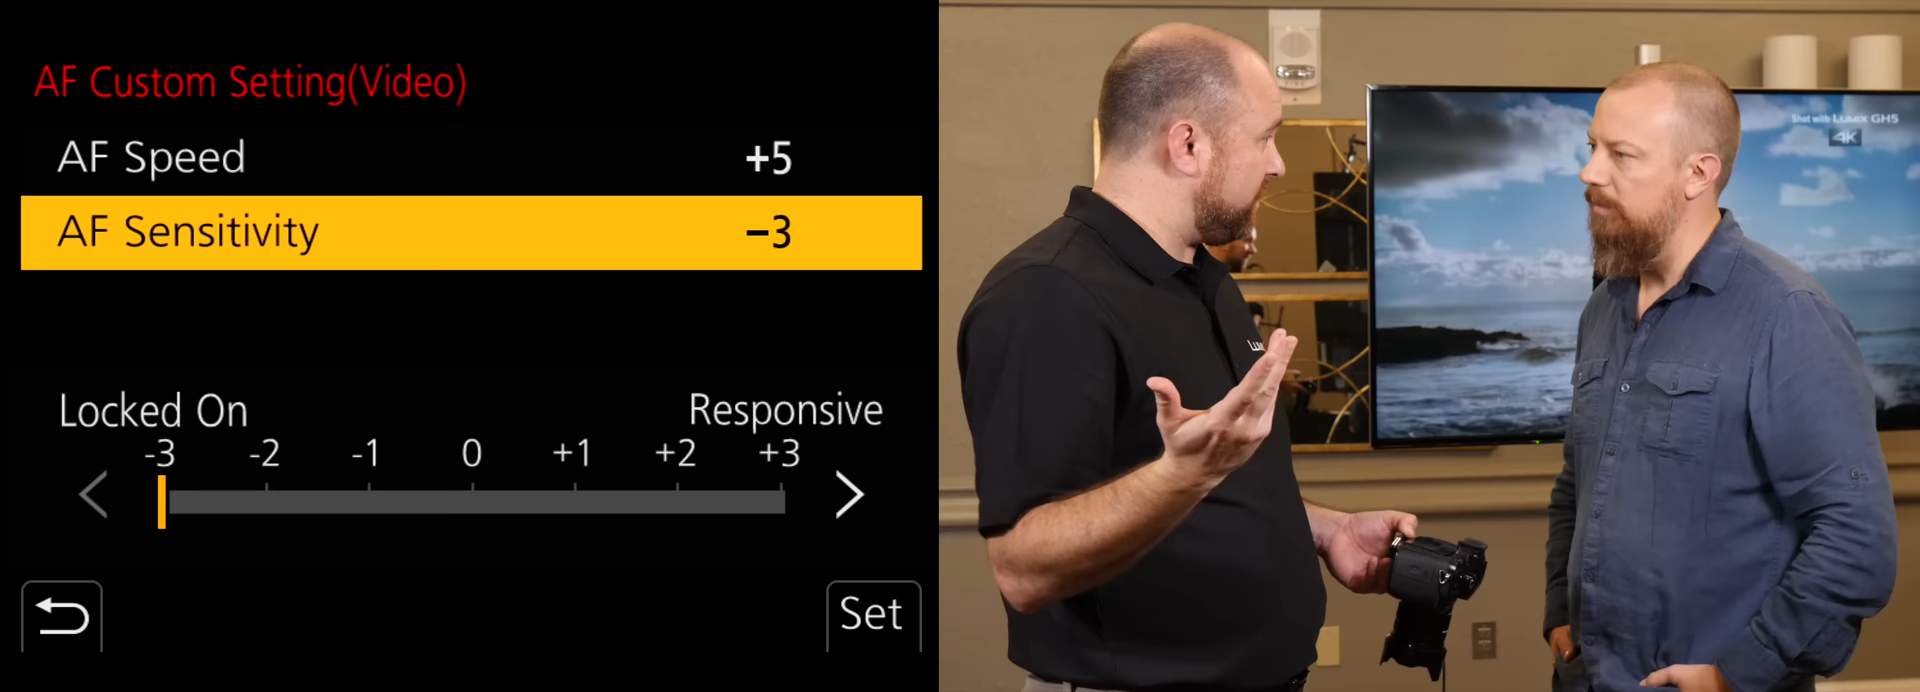 AF Custom Setting(Video)
AF Speed +5
AF Sensitivity −3
Locked On Responsive
-3 -2 -1 0 +1 +2 +3
Set
Shot with LUMIX GH5
4K
FIRE